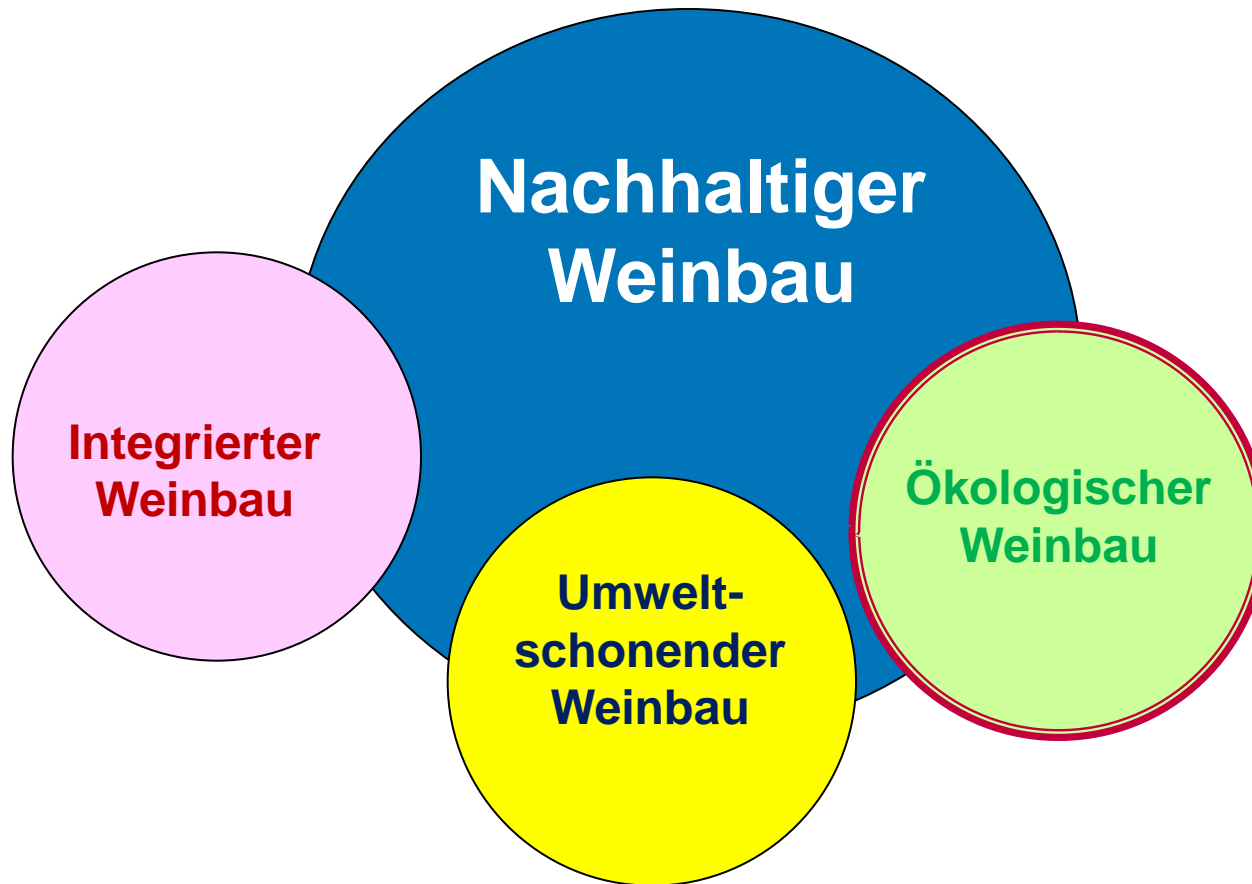 Nachhaltiger
Weinbau
Integrierter
Weinbau
Ökologischer
Weinbau
Umwelt-
schonender
Weinbau